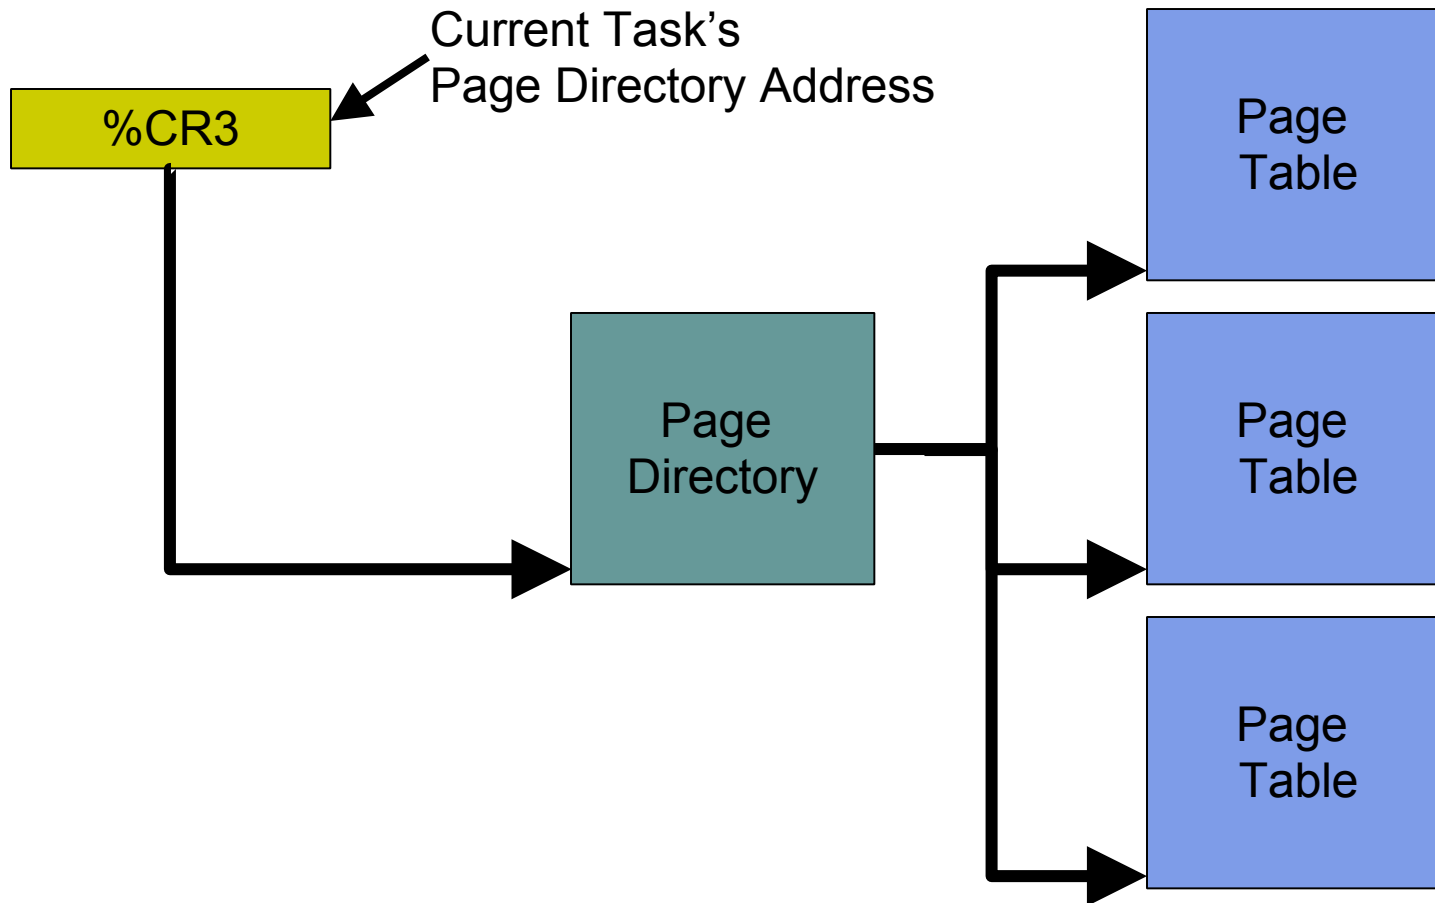 Current Task’s
Page Directory Address
%CR3
Page
Table
Page
Directory
Page
Table
Page
Table